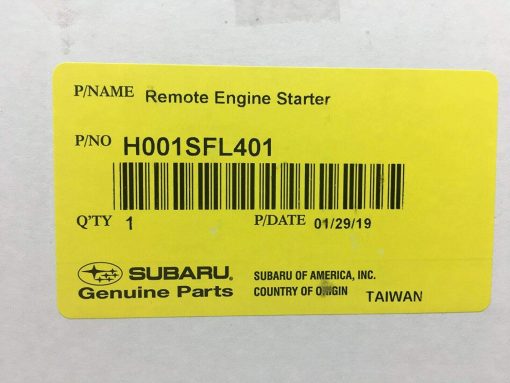 P/NAME Remote Engine Starter
P/NO H001SFL401
Q'TY 1 P/DATE 01/29/19
SUBARU. SUBARU OF AMERICA, INC.
Genuine Parts COUNTRY OF ORIGIN TAIWAN